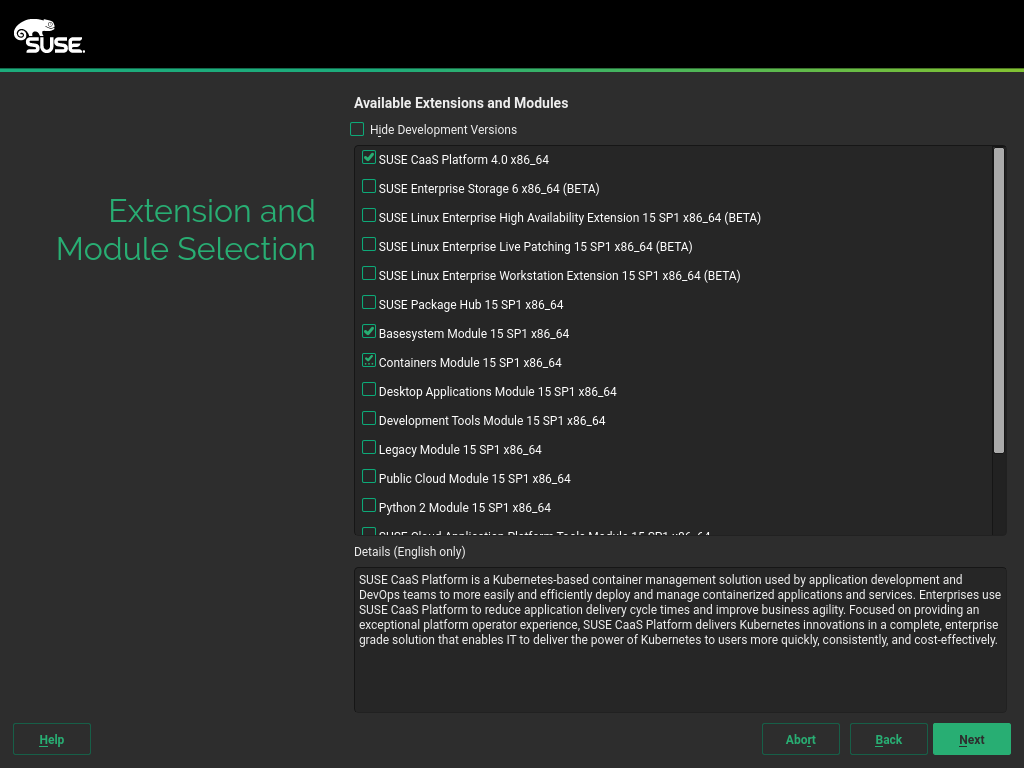 SUSE.
Available Extensions and Modules
Hide Development Versions
SUSE CaaS Platform 4.0 x86_64
SUSE Enterprise Storage 6 x86_64 (BETA)
SUSE Linux Enterprise High Availability Extension 15 SP1 x86_64 (BETA)
Extension and
Module Selection
SUSE Linux Enterprise Live Patching 15 SP1 x86_64 (BETA)
SUSE Linux Enterprise Workstation Extension 15 SP1 x86_64 (BETA)
SUSE Package Hub 15 SP1 x86_64
Basesystem Module 15 SP1 x86_64
Containers Module 15 SP1 x86_64
Desktop Applications Module 15 SP1 x86_64
Development Tools Module 15 SP1 x86_64
Legacy Module 15 SP1 x86_64
Public Cloud Module 15 SP1 x86_64
Python 2 Module 15 SP1 x86_64
SUSE Cloud Application Platform Tools Module 15 SP1 x86_64
Details (English only)
SUSE CaaS Platform is a Kubernetes-based container management solution used by application development and
DevOps teams to more easily and efficiently deploy and manage containerized applications and services. Enterprises use
SUSE CaaS Platform to reduce application delivery cycle times and improve business agility. Focused on providing an
exceptional platform operator experience, SUSE CaaS Platform delivers Kubernetes innovations in a complete, enterprise
grade solution that enables IT to deliver the power of Kubernetes to users more quickly, consistently, and cost-effectively.
Help
Abort
Back
Next